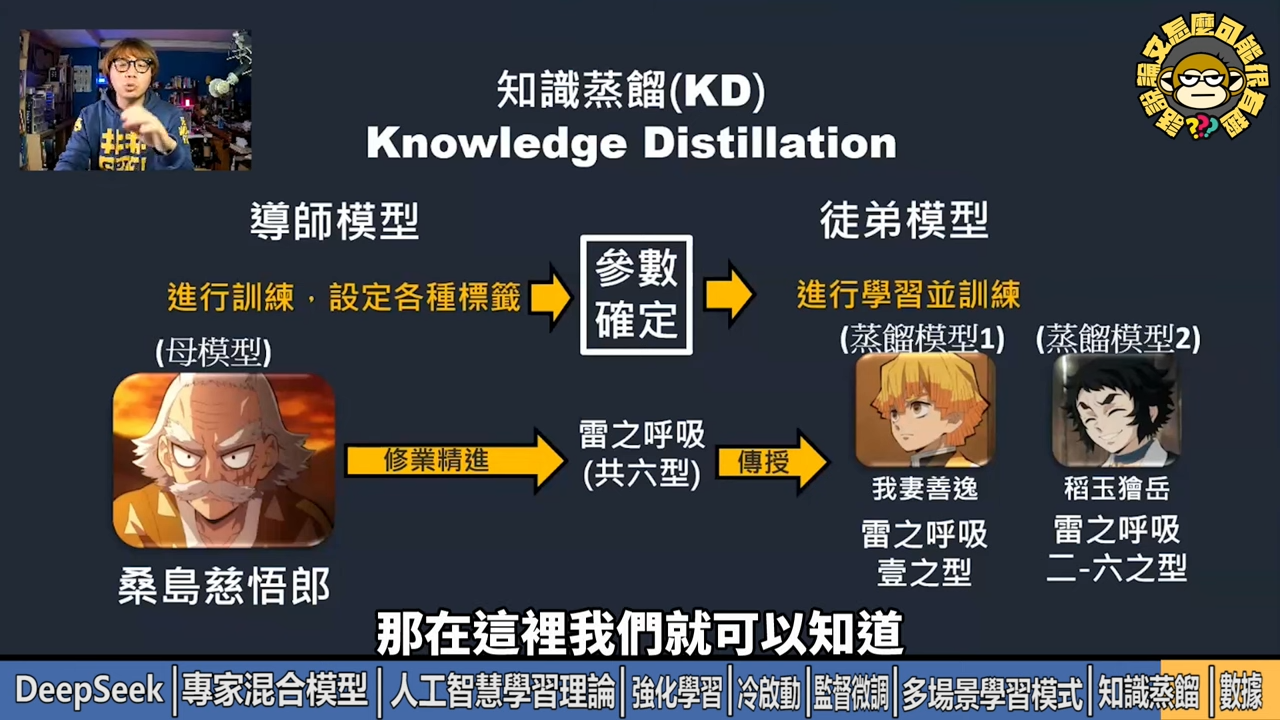 知識蒸餾(KD)
Knowledge Distillation
導師模型
徒弟模型
進行訓練，設定各種標籤
參數
確定
進行學習並訓練
(母模型)
(蒸餾模型1)
(蒸餾模型2)
修業精進
雷之呼吸
(共六型)
傳授
我妻善逸
稻玉獪岳
雷之呼吸
壹之型
雷之呼吸
二-六之型
桑島慈悟郎
那在這裡我們就可以知道
DeepSeek|專家混合模型|人工智慧學習理論|強化學習|冷啟動|監督微調|多場景學習模式|知識蒸餾|數據